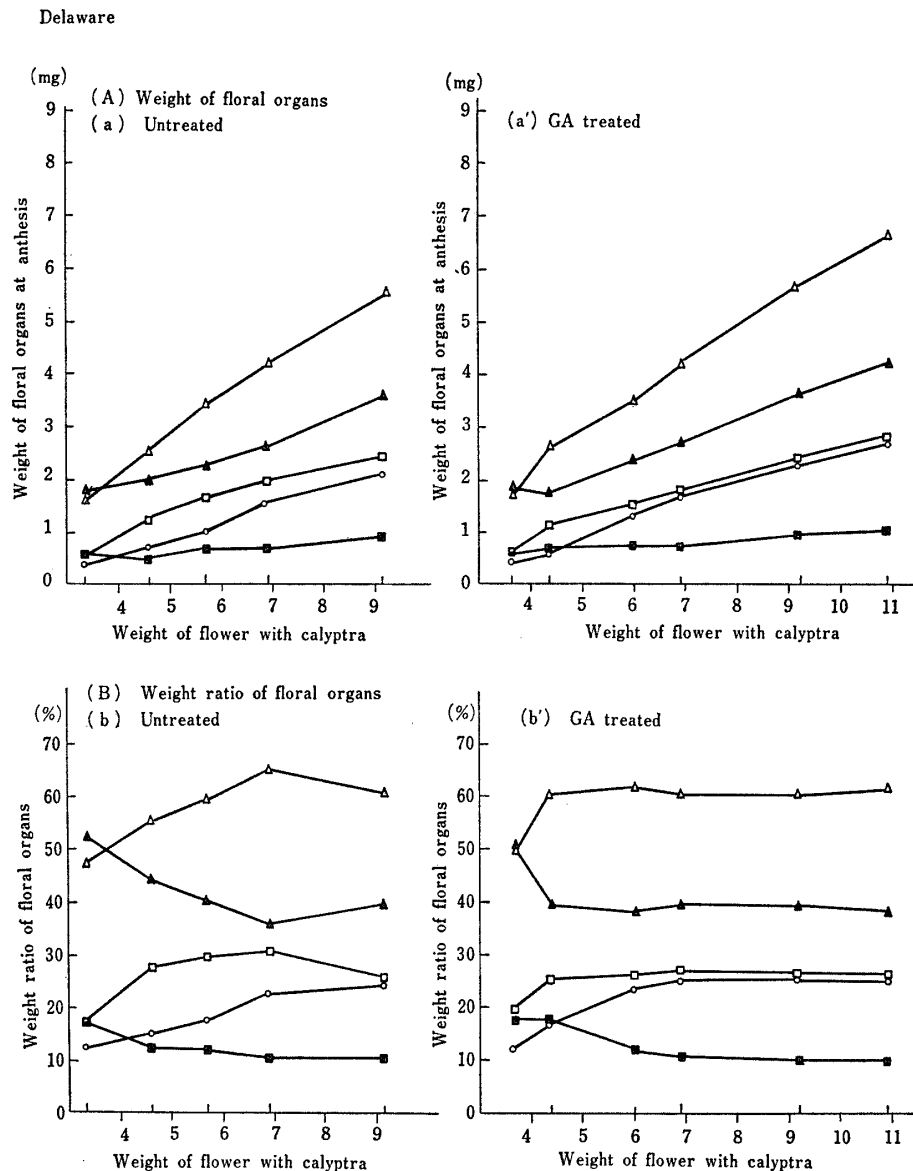 Delaware
(mg)
(A) Weight of floral organs
(a) Untreated
9
8
7
6
5
4
3
2
1
0
Weight of floral organs at anthesis
4 5 6 7 8 9
Weight of flower with calyptra
(mg)
(a′) GA treated
9
8
7
6
5
4
3
2
1
0
Weight of floral organs at anthesis
4 5 6 7 8 9 10 11
Weight of flower with calyptra
(B) Weight ratio of floral organs
(b) Untreated
(%)
70
60
50
40
30
20
10
0
Weight ratio of floral organs
4 5 6 7 8 9
Weight of flower with calyptra
(%)
(b′) GA treated
70
60
50
40
30
20
10
0
Weight ratio of floral organs
4 5 6 7 8 9 10 11
Weight of flower with calyptra